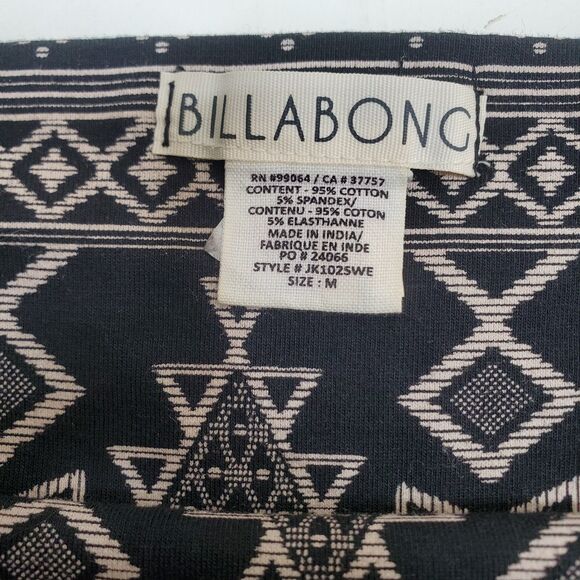 BILLABONG
RN #99064 / CA # 37757
CONTENT - 95% COTTON
5% SPANDEX/
CONTENU - 95% COTON
5% ELASTHANNE
MADE IN INDIA/
FABRIQUE EN INDE
PO # 24066
STYLE # JK102SWE
SIZE : M